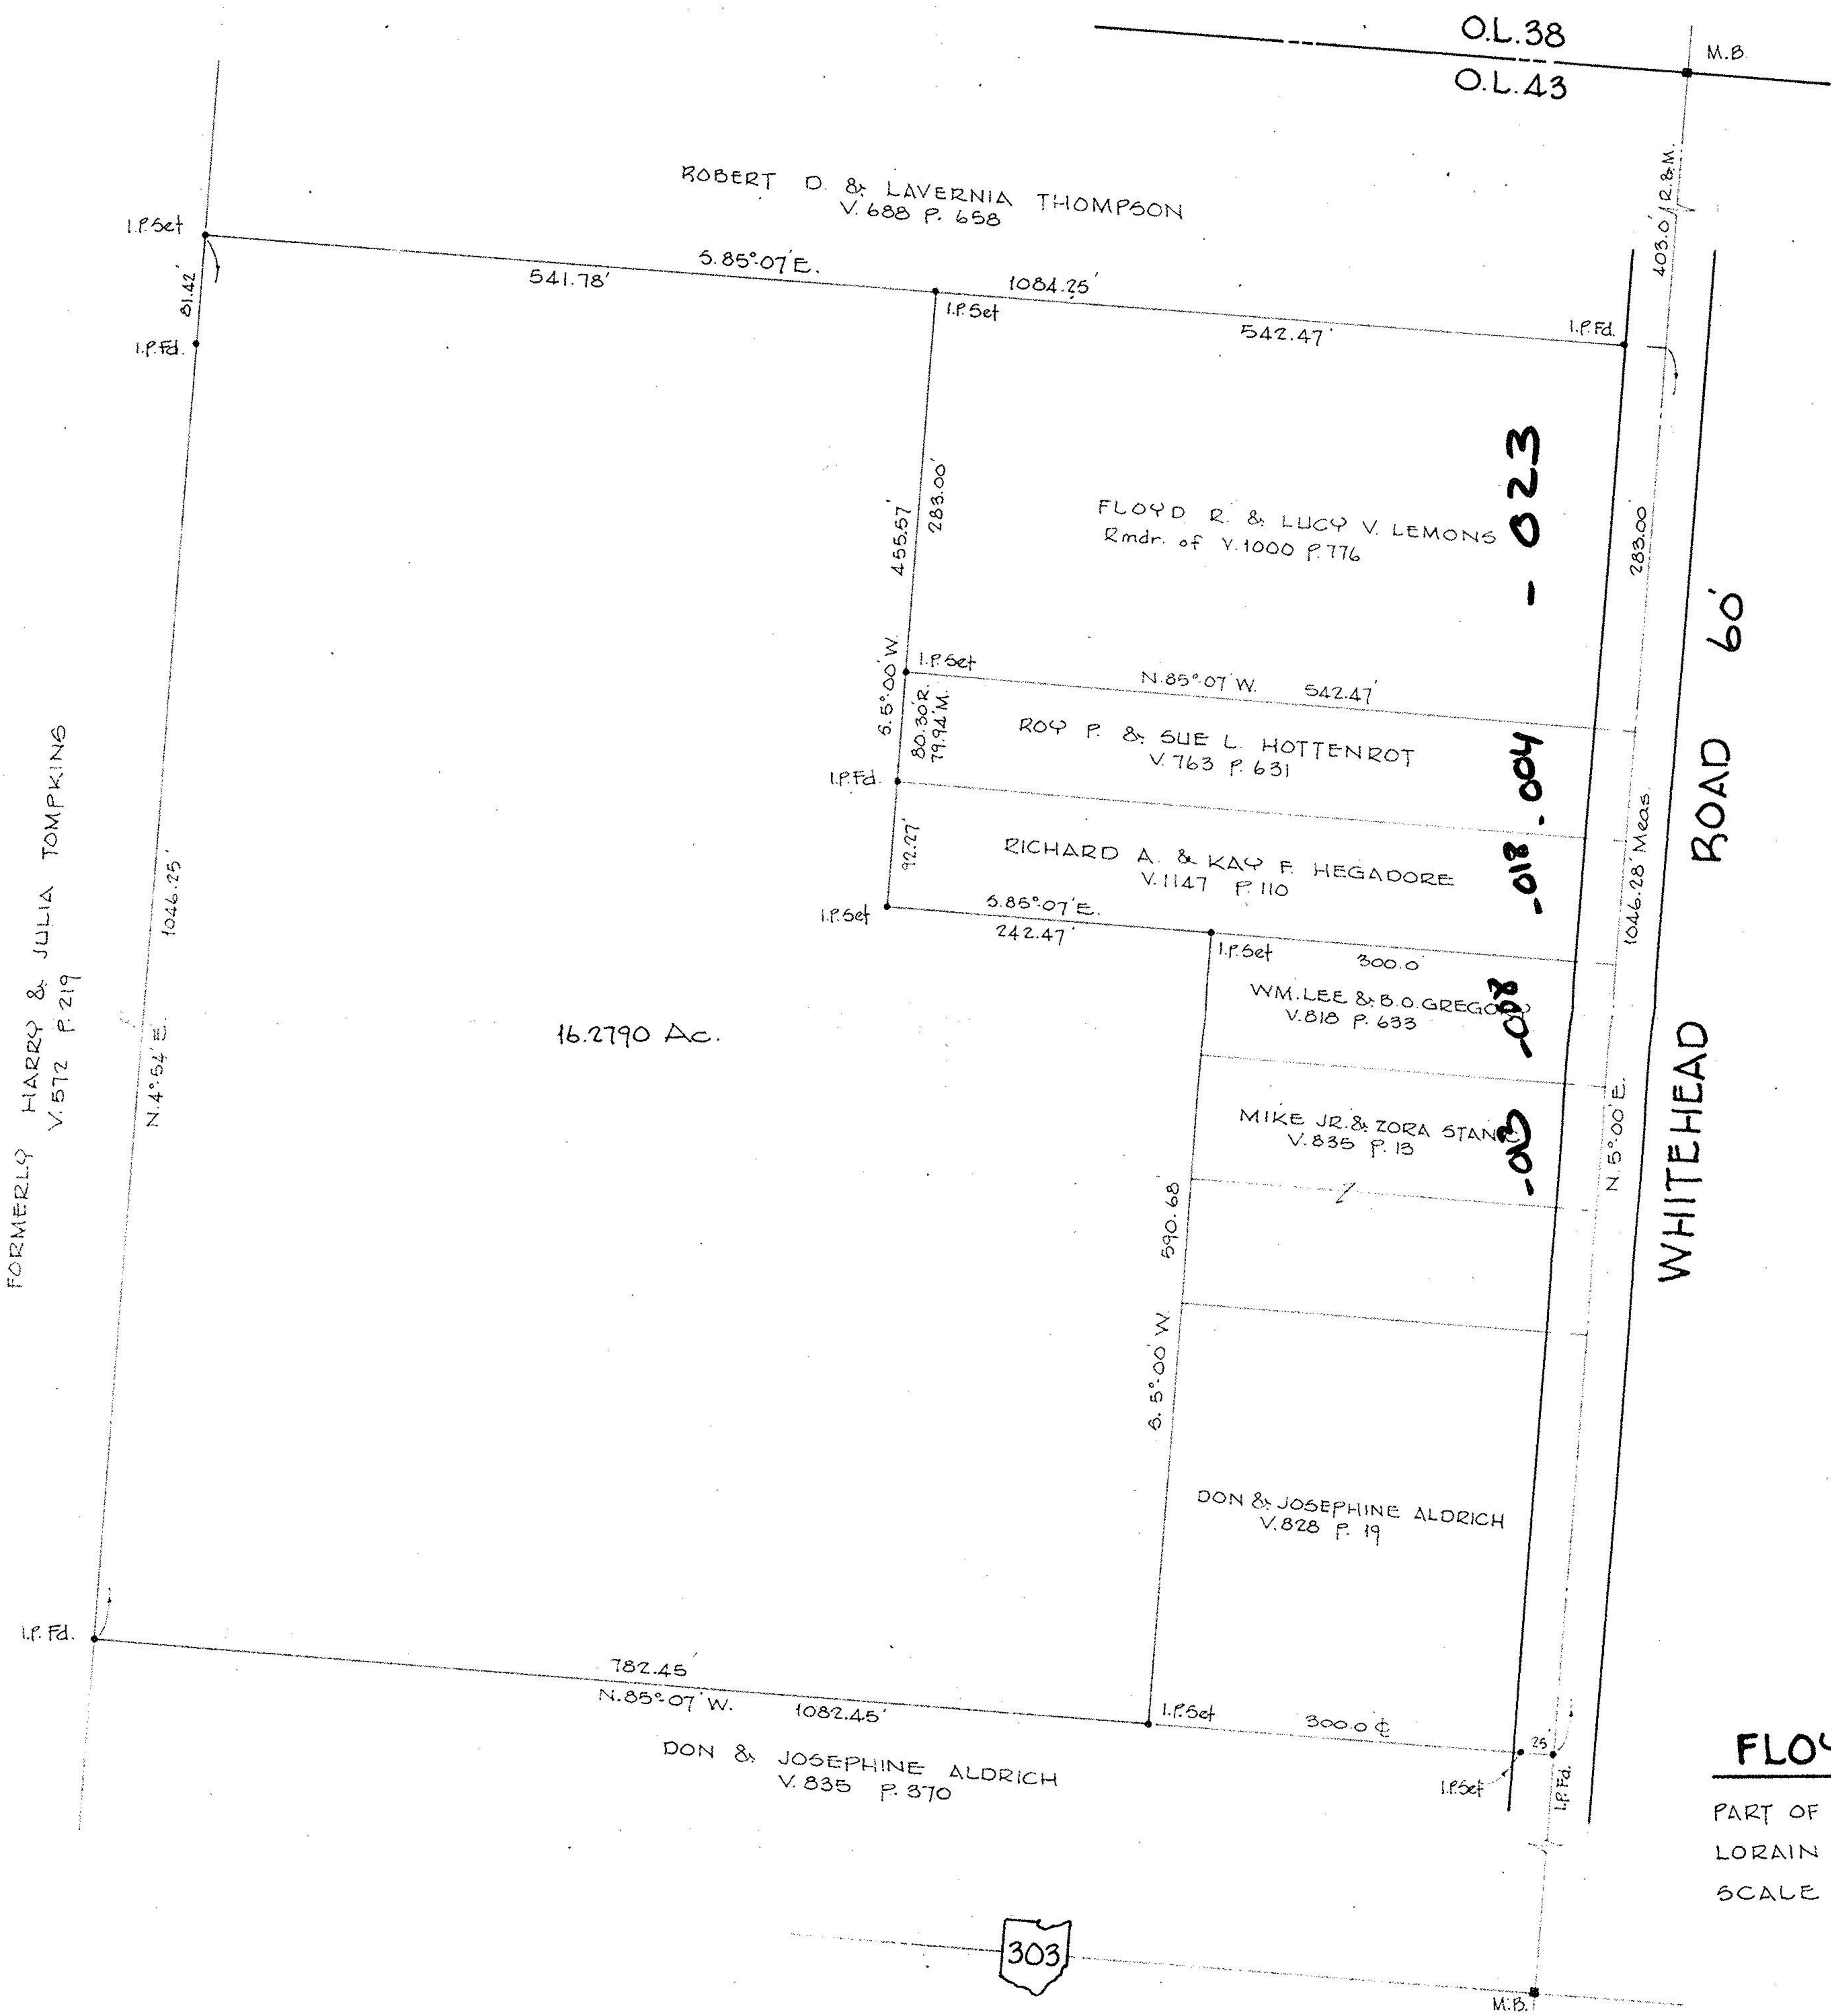 O.L.38
M.B.
O.L.43
403.0' R.&M.
ROBERT D. & LAVERNIA THOMPSON
V.688 P. 658
I.P.Set
S.85°-07'E.
541.78'
1084.25'
I.P.Set
542.47'
I.P.Fd.
81.42'
I.P.Fd.
455.57'
283.00'
FLOYD R. & LUCY V. LEMONS
Rmdr. of V.1000 P.776
- 023
283.00'
ROAD 60'
S.5°-00'W.
I.P.Set
N.85°-07'W. 542.47'
80.30'R.
79.94'M.
ROY P. & SUE L. HOTTENROT
V.763 P.631
-018.004
I.P.Fd.
92.27'
RICHARD A. & KAY F. HEGADORE
V.1147 P.110
1046.28' Meas.
I.P.Set
S.85°-07'E.
242.47'
I.P.Set
300.0'
WM.LEE & B.O.GREGORY
V.818 P.633
-008
FORMERLY HARRY & JULIA TOMPKINS
V.572 P.219
N.4°-54'E. 1046.25'
16.2790 Ac.
MIKE JR.& ZORA
V.835 P.13
N.5°-00'E.
WHITEHEAD
S.5°-00'W. 590.68'
DON & JOSEPHINE ALDRICH
V.828 P.19
I.P. Fd.
782.45'
N.85°-07'W. 1082.45'
I.P.Set
300.0' ℄
25'
I.P.Set
I.P.Fd.
DON & JOSEPHINE ALDRICH
V.835 P.370
FLOY
PART OF
LORAIN
SCALE
303
M.B.